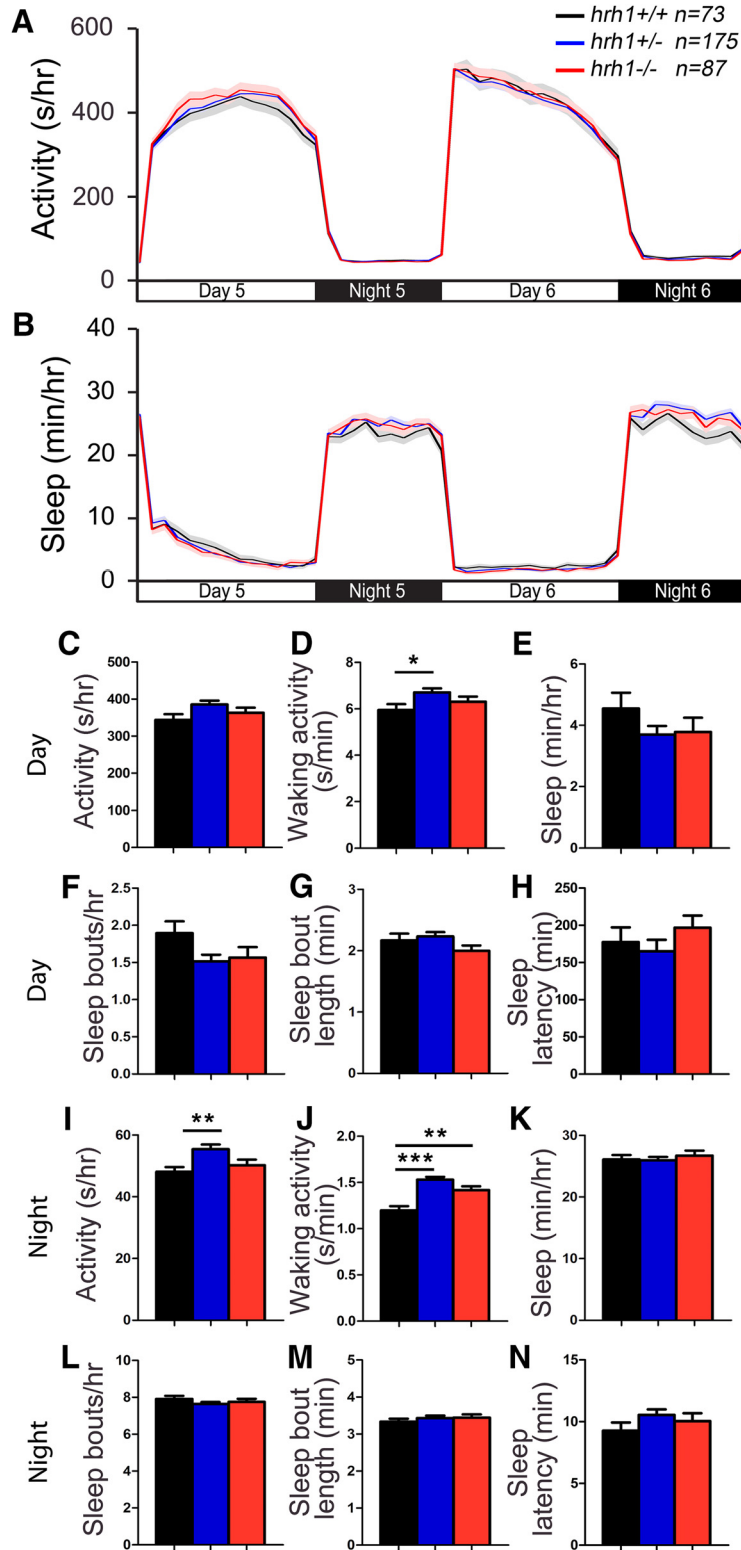 A
600
400
200
0
Activity (s/hr)
hrh1+/+ n=73
hrh1+/- n=175
hrh1-/- n=87
Day 5
Night 5
Day 6
Night 6
B
40
30
20
10
0
Sleep (min/hr)
Day 5
Night 5
Day 6
Night 6
Day
C
500
400
300
200
100
0
Activity (s/hr)
D
8
6
4
2
0
Waking activity
(s/min)
*
E
6
4
2
0
Sleep (min/hr)
Day
F
2.5
2.0
1.5
1.0
0.5
0.0
Sleep bouts/hr
G
3
2
1
0
Sleep bout
length (min)
H
250
200
150
100
50
0
Sleep
latency (min)
Night
I
60
40
20
0
Activity (s/hr)
**
J
2.0
1.5
1.0
0.5
0.0
Waking activity
(s/min)
**
***
K
30
20
10
0
Sleep (min/hr)
Night
L
10
8
6
4
2
0
Sleep bouts/hr
M
5
4
3
2
1
0
Sleep bout
length (min)
N
15
10
5
0
Sleep
latency (min)